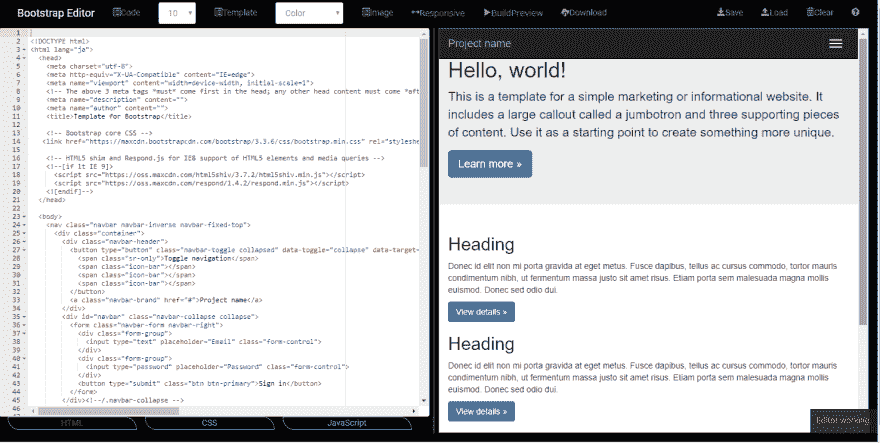 Bootstrap Editor Code 10 Template Color Image Responsive BuildPreview Download Save Load Clear
1
2 <!DOCTYPE html>
3 <html lang="ja">
4 <head>
5 <meta charset="utf-8">
6 <meta http-equiv="X-UA-Compatible" content="IE=edge">
7 <meta name="viewport" content="width=device-width, initial-scale=1">
8 <!-- The above 3 meta tags *must* come first in the head; any other head content must come *aft
9 <meta name="description" content="">
10 <meta name="author" content="">
11 <title>Template for Bootstrap</title>
12
13 <!-- Bootstrap core CSS -->
14 <link href="https://maxcdn.bootstrapcdn.com/bootstrap/3.3.6/css/bootstrap.min.css" rel="styleshe
15
16 <!-- HTML5 shim and Respond.js for IE8 support of HTML5 elements and media queries -->
17 <!--[if lt IE 9]>
18 <script src="https://oss.maxcdn.com/html5shiv/3.7.2/html5shiv.min.js"></script>
19 <script src="https://oss.maxcdn.com/respond/1.4.2/respond.min.js"></script>
20 <![endif]-->
21 </head>
22
23 <body>
24 <nav class="navbar navbar-inverse navbar-fixed-top">
25 <div class="container">
26 <div class="navbar-header">
27 <button type="button" class="navbar-toggle collapsed" data-toggle="collapse" data-target=
28 <span class="sr-only">Toggle navigation</span>
29 <span class="icon-bar"></span>
30 <span class="icon-bar"></span>
31 <span class="icon-bar"></span>
32 </button>
33 <a class="navbar-brand" href="#">Project name</a>
34 </div>
35 <div id="navbar" class="navbar-collapse collapse">
36 <form class="navbar-form navbar-right">
37 <div class="form-group">
38 <input type="text" placeholder="Email" class="form-control">
39 </div>
40 <div class="form-group">
41 <input type="password" placeholder="Password" class="form-control">
42 </div>
43 <button type="submit" class="btn btn-primary">Sign in</button>
44 </form>
45 </div><!--/.navbar-collapse -->
46
HTML CSS JavaScript
Project name
Hello, world!
This is a template for a simple marketing or informational website. It
includes a large callout called a jumbotron and three supporting pieces
of content. Use it as a starting point to create something more unique.
Learn more »
Heading
Donec id elit non mi porta gravida at eget metus. Fusce dapibus, tellus ac cursus commodo, tortor mauris
condimentum nibh, ut fermentum massa justo sit amet risus. Etiam porta sem malesuada magna mollis
euismod. Donec sed odio dui.
View details »
Heading
Donec id elit non mi porta gravida at eget metus. Fusce dapibus, tellus ac cursus commodo, tortor mauris
condimentum nibh, ut fermentum massa justo sit amet risus. Etiam porta sem malesuada magna mollis
euismod. Donec sed odio dui.
View details »
Editor working